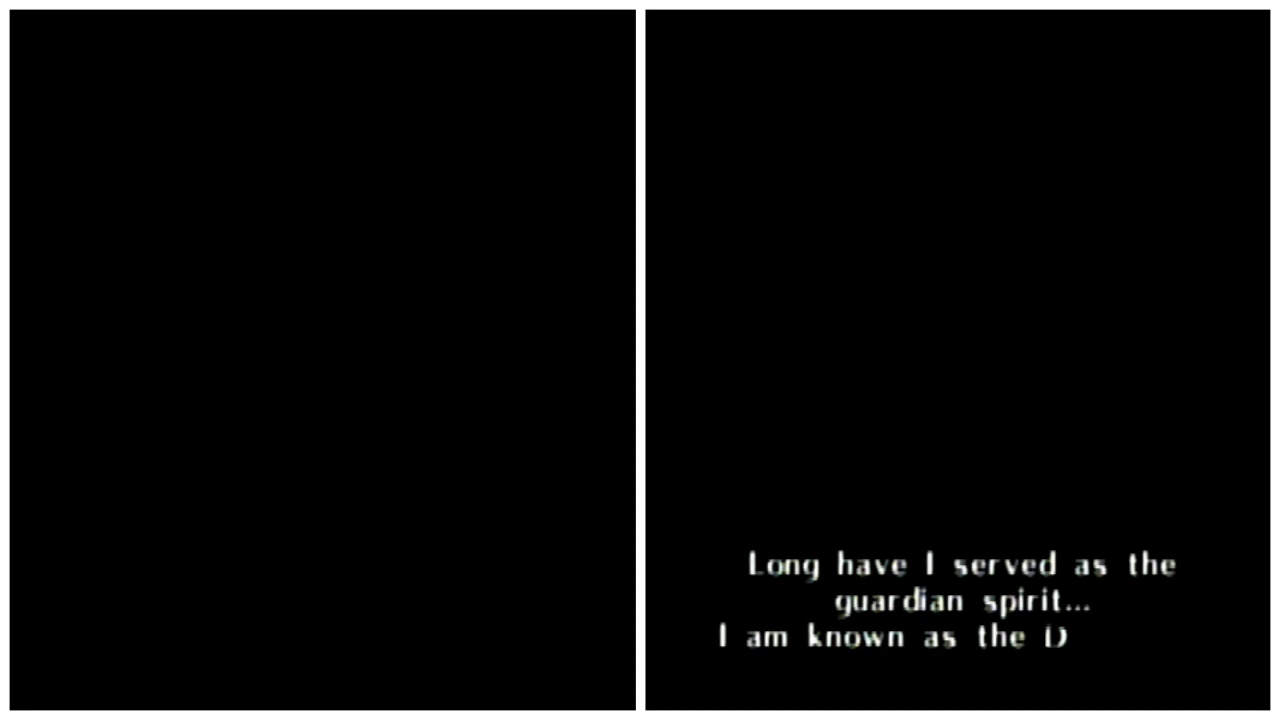 Long have I served as the
guardian spirit...
I am known as the D